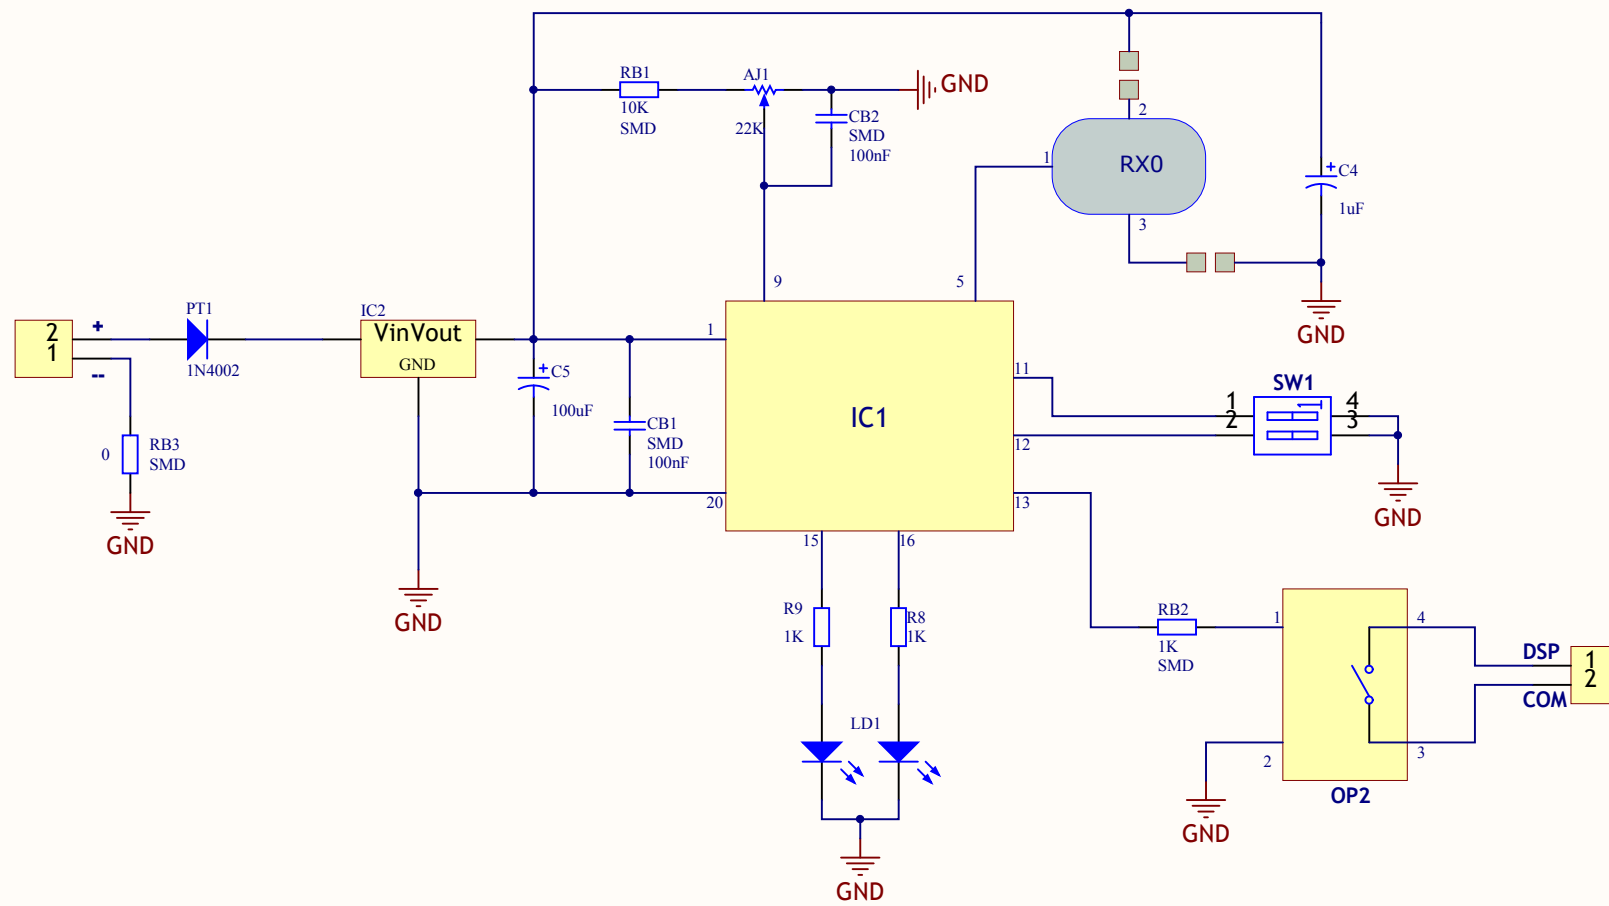 RB1
10K
SMD
AJ1
22K
CB2
SMD
100nF
GND
2
1
RX0
3
+
C4
1uF
GND
9
5
PT1
1N4002
2
1
+
--
IC2
VinVout
GND
1
+
C5
100uF
CB1
SMD
100nF
IC1
11
12
SW1
1
2
1
4
3
GND
0
RB3
SMD
GND
20
13
GND
15
16
R9
1K
R8
1K
LD1
GND
RB2
1K
SMD
1
2
4
3
OP2
GND
DSP
COM
1
2